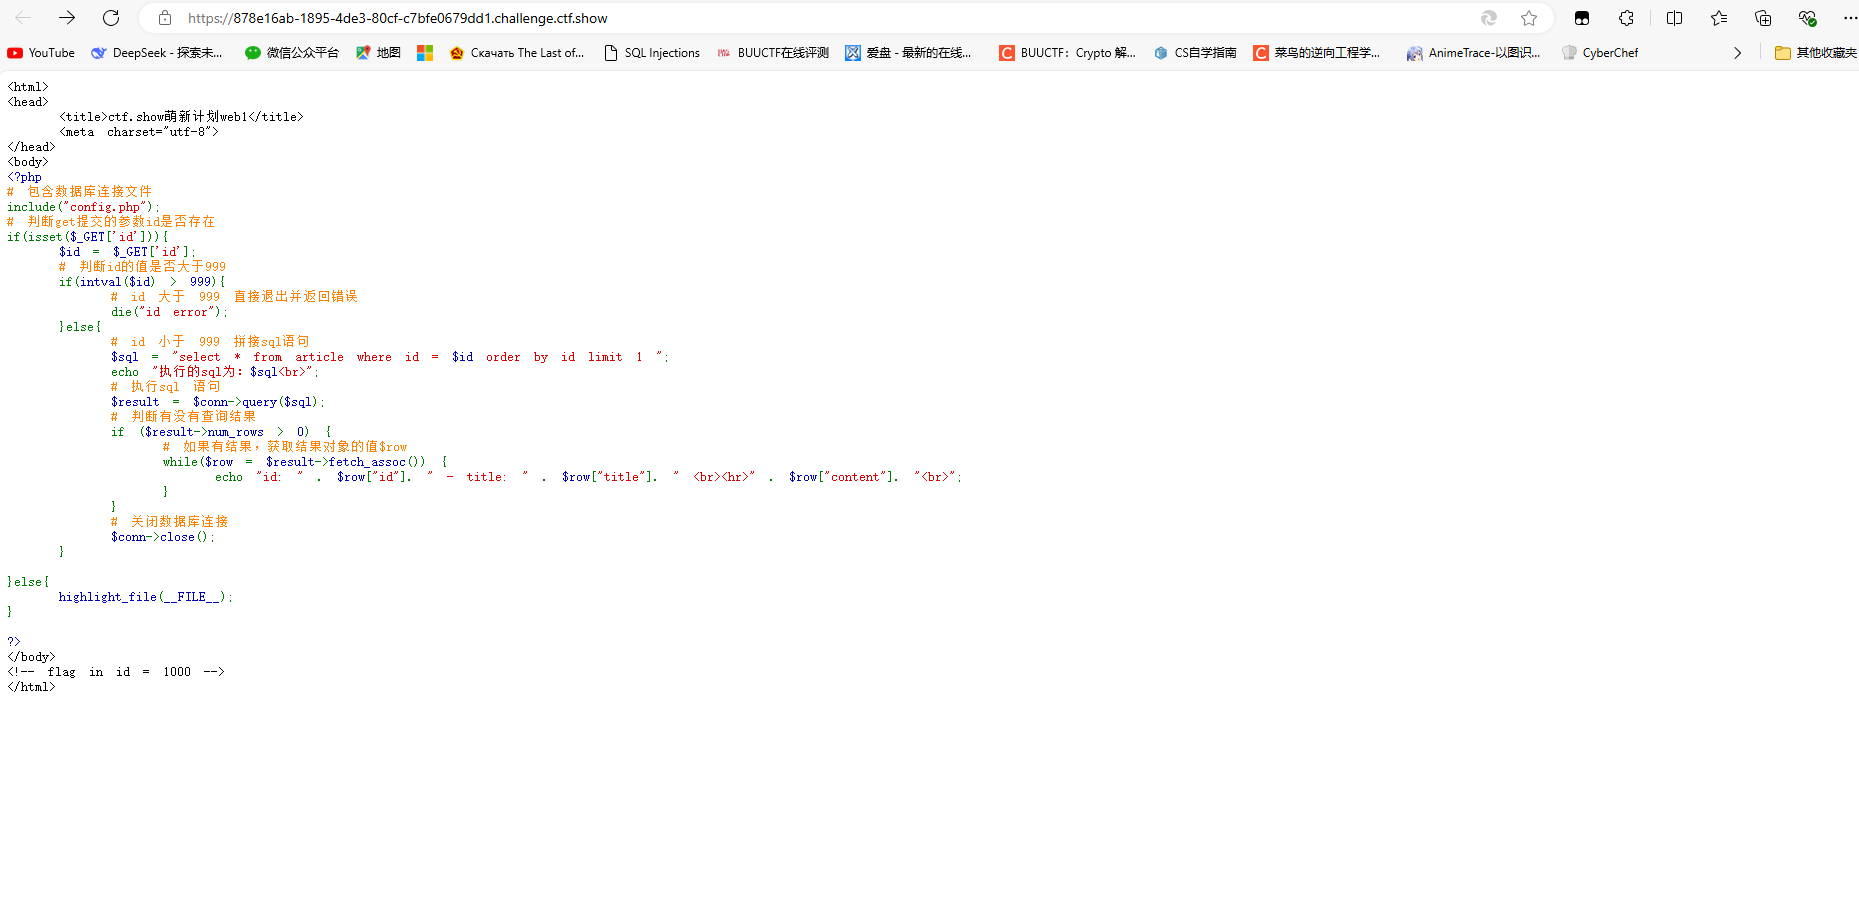 https://878e16ab-1895-4de3-80cf-c7bfe0679dd1.challenge.ctf.show
YouTube DeepSeek - 探索未... 微信公众平台 地图 Скачать The Last of... SQL Injections BUUCTF在线评测 爱盘 - 最新的在线... BUUCTF：Crypto 解... CS自学指南 菜鸟的逆向工程学... AnimeTrace-以图识... CyberChef 其他收藏夹
<html>
<head>
<title>ctf.show萌新计划web1</title>
<meta charset="utf-8">
</head>
<body>
<?php
# 包含数据库连接文件
include("config.php");
# 判断get提交的参数id是否存在
if(isset($_GET['id'])){
$id = $_GET['id'];
# 判断id的值是否大于999
if(intval($id) > 999){
# id 大于 999 直接退出并返回错误
die("id error");
}else{
# id 小于 999 拼接sql语句
$sql = "select * from article where id = $id order by id limit 1 ";
echo "执行的sql为：$sql<br>";
# 执行sql 语句
$result = $conn->query($sql);
# 判断有没有查询结果
if ($result->num_rows > 0) {
# 如果有结果，获取结果对象的值$row
while($row = $result->fetch_assoc()) {
echo "id: " . $row["id"]. " - title: " . $row["title"]. " <br><hr>" . $row["content"]. "<br>";
}
}
# 关闭数据库连接
$conn->close();
}
}else{
highlight_file(__FILE__);
}
?>
</body>
<!-- flag in id = 1000 -->
</html>